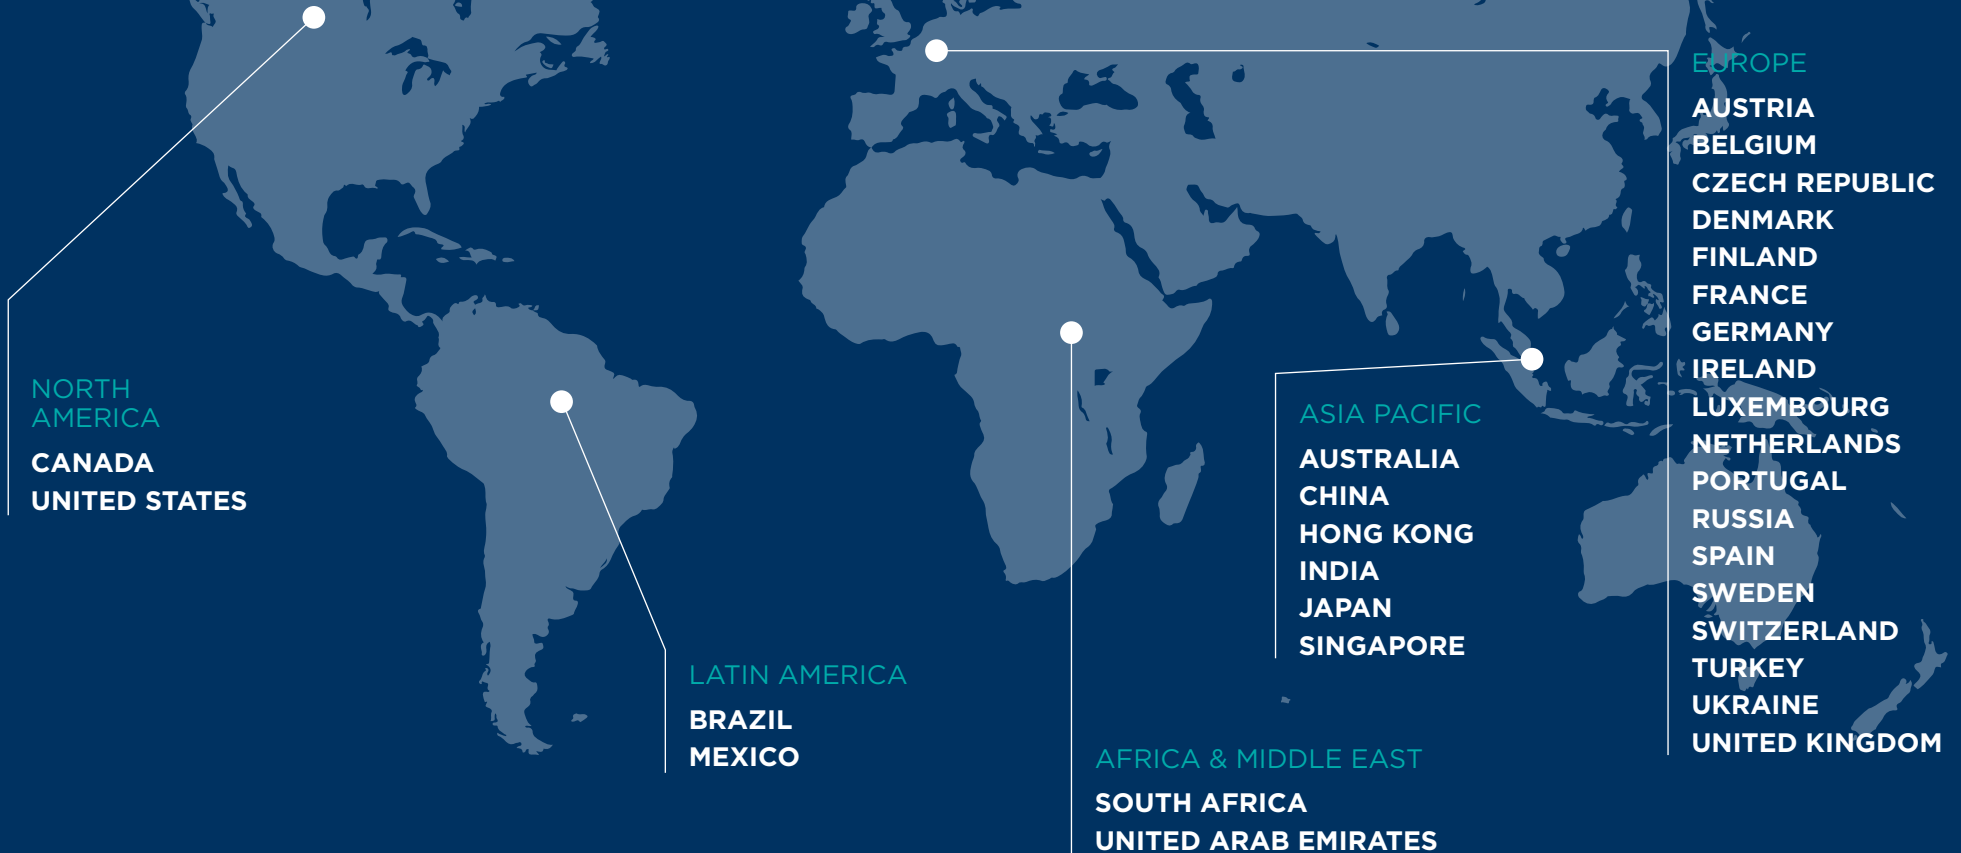 NORTH
AMERICA
CANADA
UNITED STATES
LATIN AMERICA
BRAZIL
MEXICO
AFRICA & MIDDLE EAST
SOUTH AFRICA
UNITED ARAB EMIRATES
ASIA PACIFIC
AUSTRALIA
CHINA
HONG KONG
INDIA
JAPAN
SINGAPORE
EUROPE
AUSTRIA
BELGIUM
CZECH REPUBLIC
DENMARK
FINLAND
FRANCE
GERMANY
IRELAND
LUXEMBOURG
NETHERLANDS
PORTUGAL
RUSSIA
SPAIN
SWEDEN
SWITZERLAND
TURKEY
UKRAINE
UNITED KINGDOM